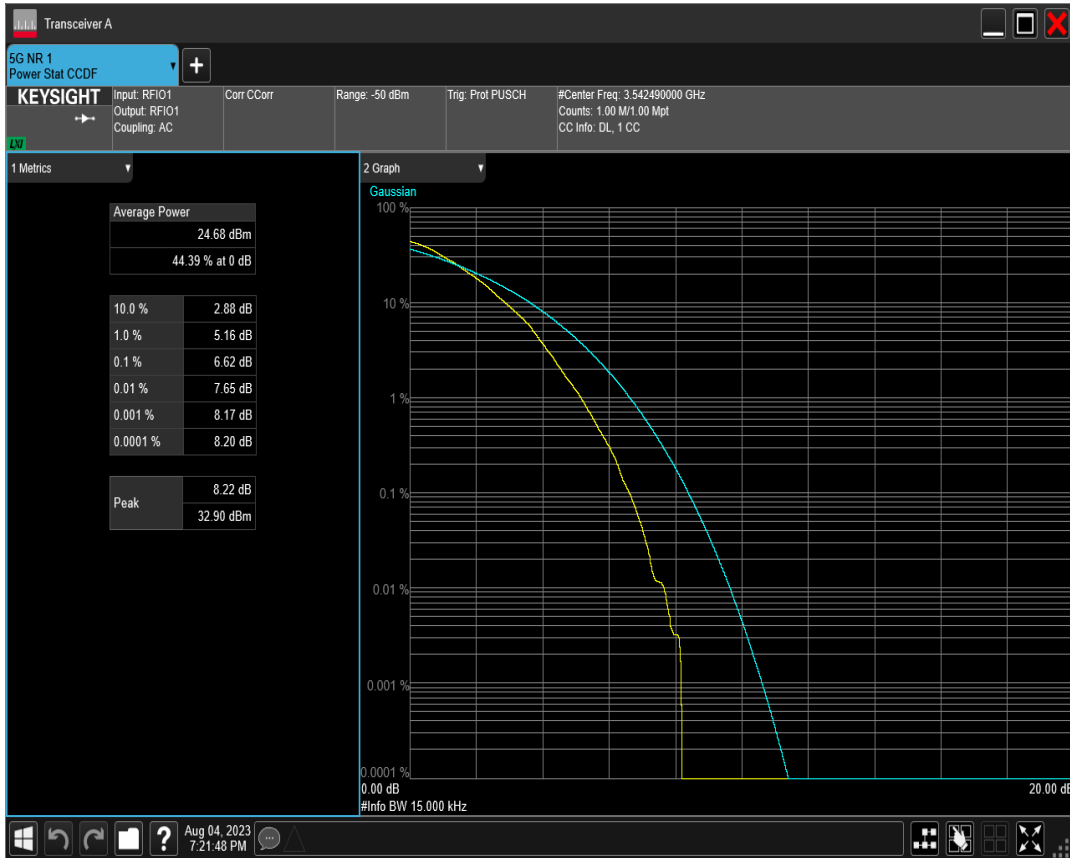 Transceiver A
5G NR 1
Power Stat CCDF
KEYSIGHT
LXI
Input: RFIO1
Output: RFIO1
Coupling: AC
Corr CCorr
Range: -50 dBm
Trig: Prot PUSCH
#Center Freq: 3.542490000 GHz
Counts: 1.00 M/1.00 Mpt
CC Info: DL, 1 CC
1 Metrics
Average Power
24.68 dBm
44.39 % at 0 dB
10.0 % 2.88 dB
1.0 % 5.16 dB
0.1 % 6.62 dB
0.01 % 7.65 dB
0.001 % 8.17 dB
0.0001 % 8.20 dB
Peak
8.22 dB
32.90 dBm
2 Graph
Gaussian
100 %
10 %
1 %
0.1 %
0.01 %
0.001 %
0.0001 %
0.00 dB 20.00 dB
#Info BW 15.000 kHz
?
Aug 04, 2023
7:21:48 PM